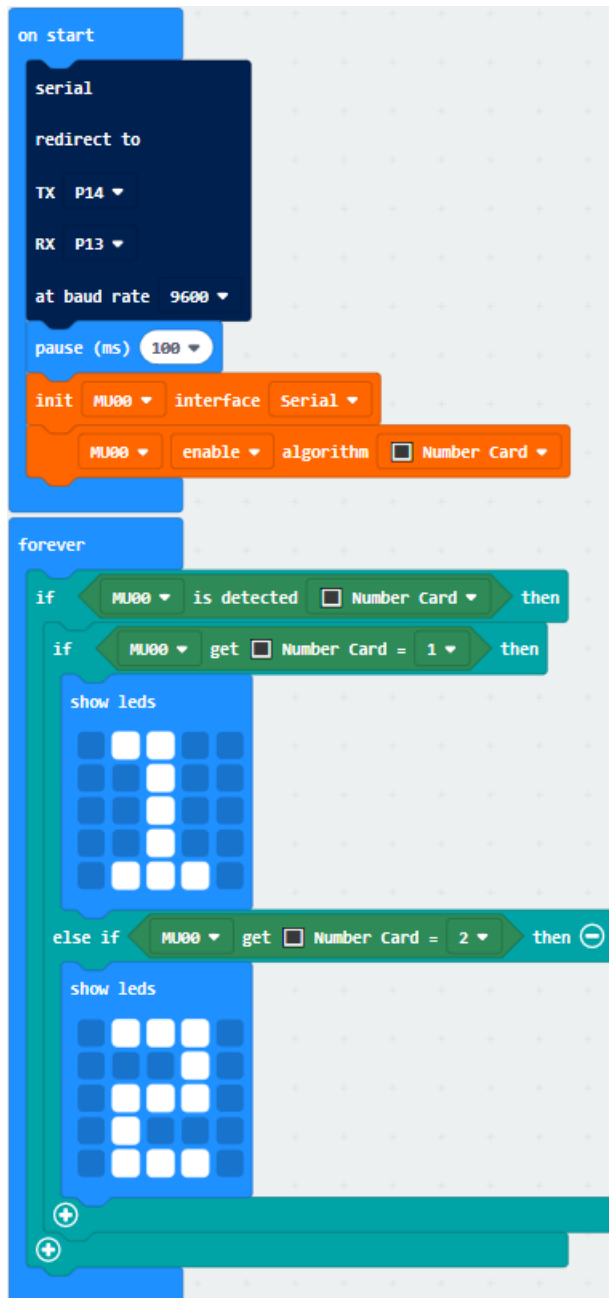 on start
serial
redirect to
TX P14
RX P13
at baud rate 9600
pause (ms) 100
init MU00 interface Serial
MU00 enable algorithm Number Card
forever
if MU00 is detected Number Card then
if MU00 get Number Card = 1 then
show leds
else if MU00 get Number Card = 2 then
show leds